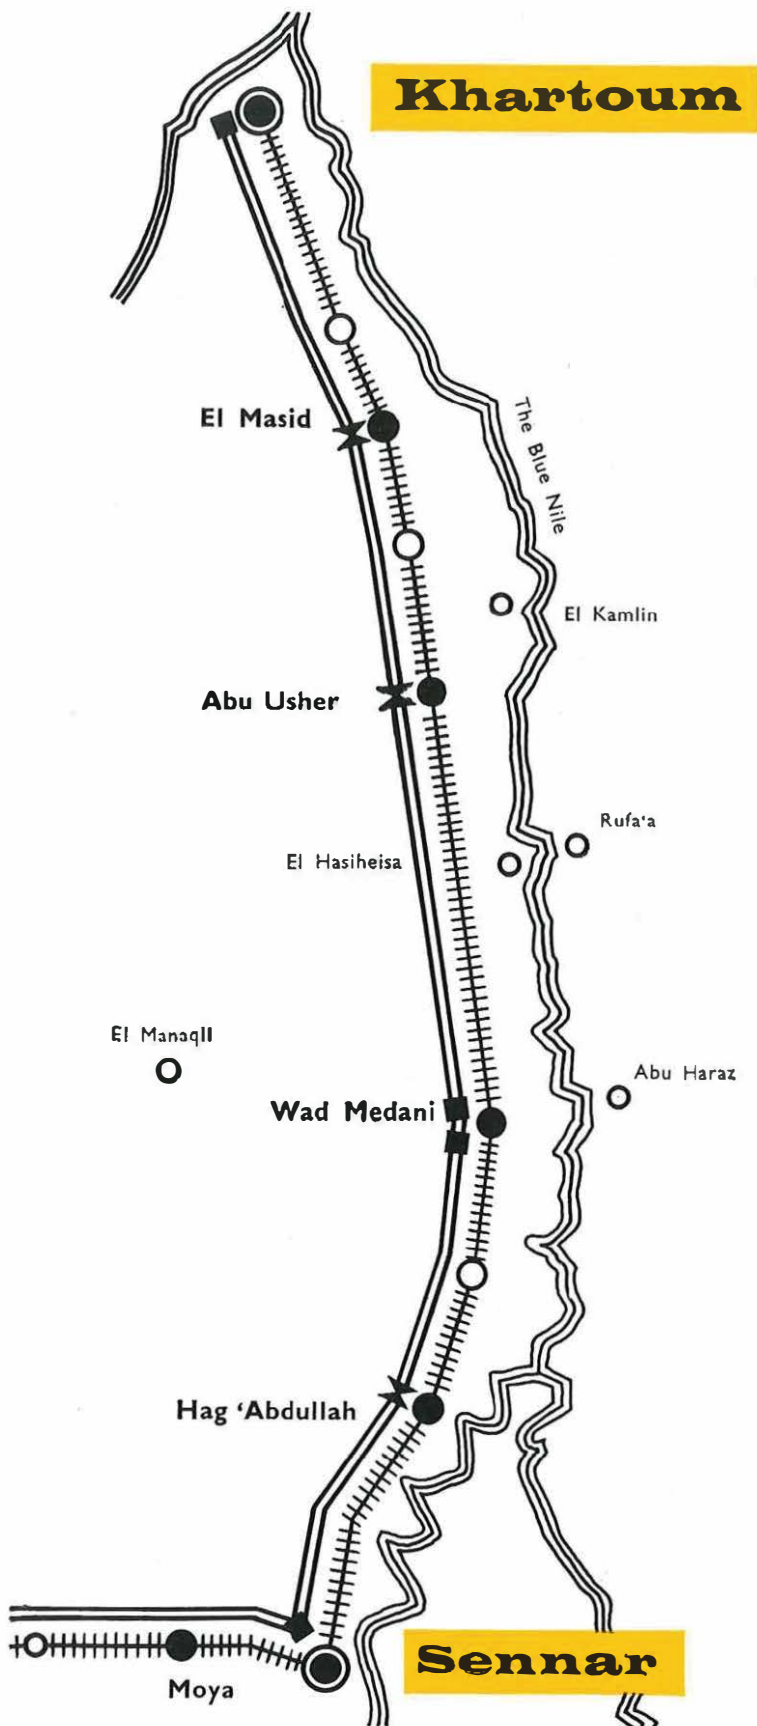 Khartoum
El Masid
The Blue Nile
El Kamlin
Abu Usher
Rufa'a
El Hasiheisa
El Manaqll
Abu Haraz
Wad Medani
Hag 'Abdullah
Sennar
Moya